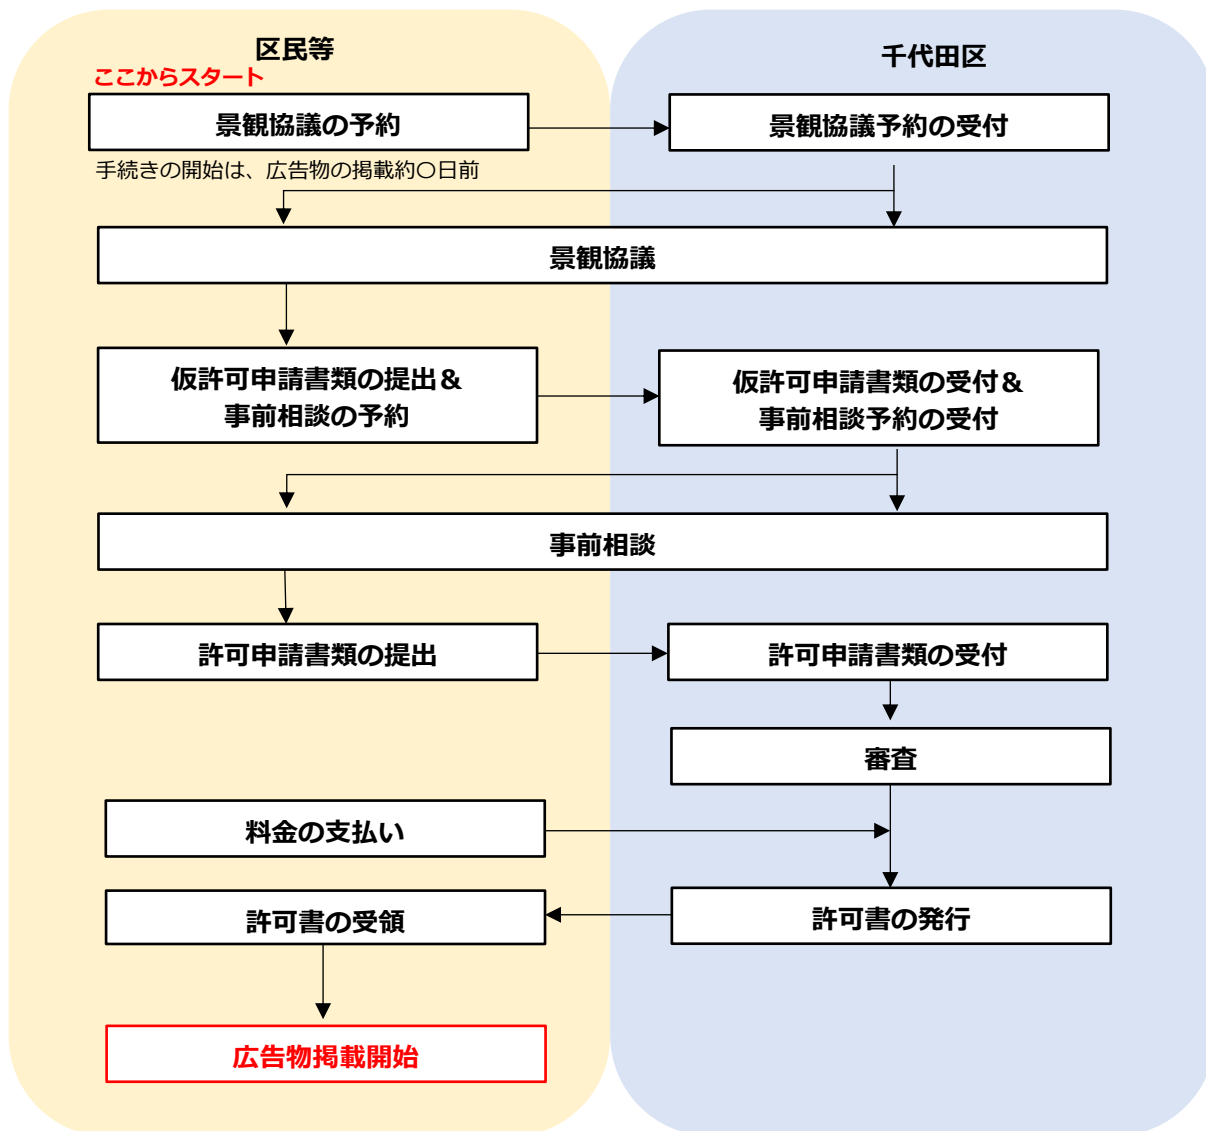 区民等
千代田区
ここからスタート
景観協議の予約
景観協議予約の受付
手続きの開始は、広告物の掲載約〇日前
景観協議
仮許可申請書類の提出＆
事前相談の予約
仮許可申請書類の受付＆
事前相談予約の受付
事前相談
許可申請書類の提出
許可申請書類の受付
審査
料金の支払い
許可書の受領
許可書の発行
広告物掲載開始